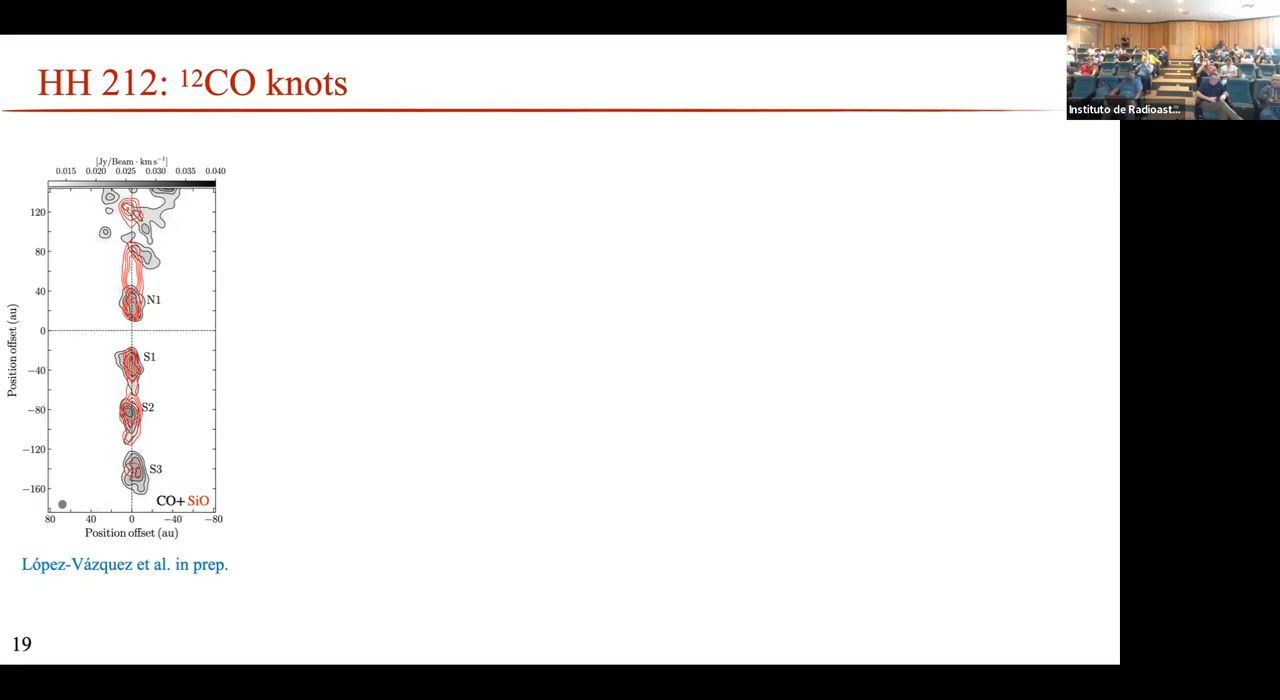 HH 212: ¹²CO knots
Instituto de Radioast...
[Jy/Beam · km s⁻¹]
0.015 0.020 0.025 0.030 0.035 0.040
120
80
40
0
−40
−80
−120
−160
Position offset (au)
N1
S1
S2
S3
CO+ SiO
80 40 0 −40 −80
Position offset (au)
López-Vázquez et al. in prep.
19